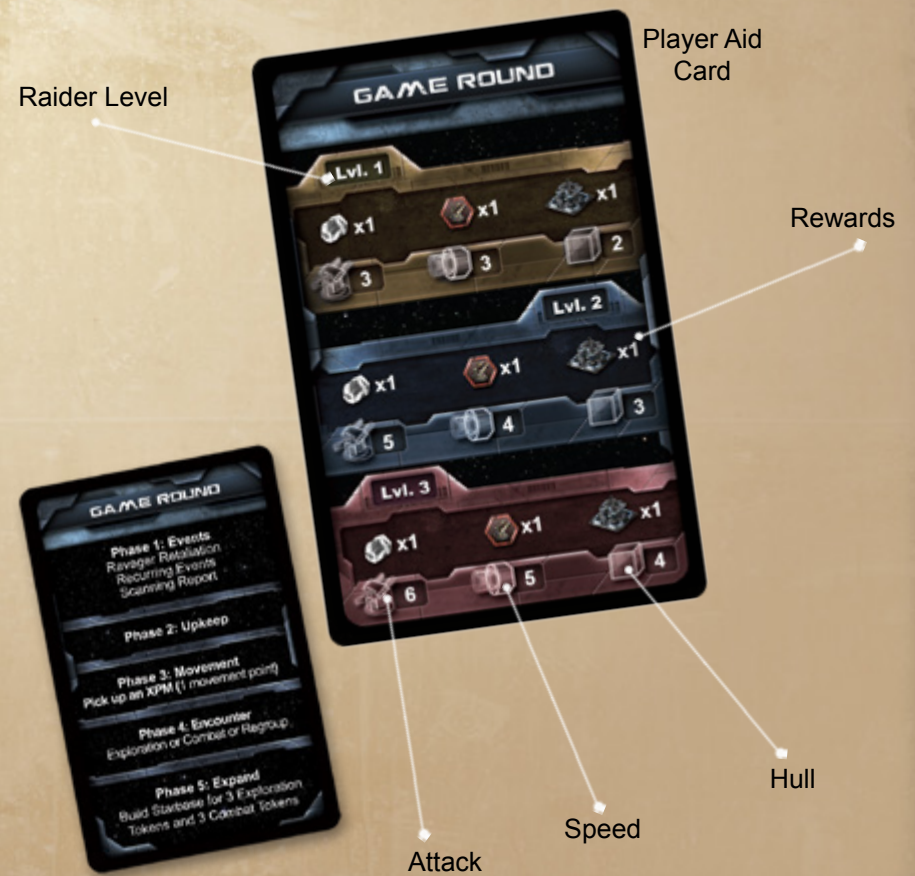 Player Aid
Card
Raider Level
GAME ROUND
Lvl. 1
x1 x1 x1
3 3 2
Rewards
Lvl. 2
x1 x1 x1
5 4 3
Lvl. 3
x1 x1 x1
6 5 4
GAME ROUND
Phase 1: Events
Ravager Retaliation
Recurring Events
Scanning Report
Phase 2: Upkeep
Phase 3: Movement
Pick up an XPM (1 movement point)
Phase 4: Encounter
Exploration or Combat or Regroup
Phase 5: Expand
Build Starbase for 3 Exploration
Tokens and 3 Combat Tokens
Hull
Speed
Attack